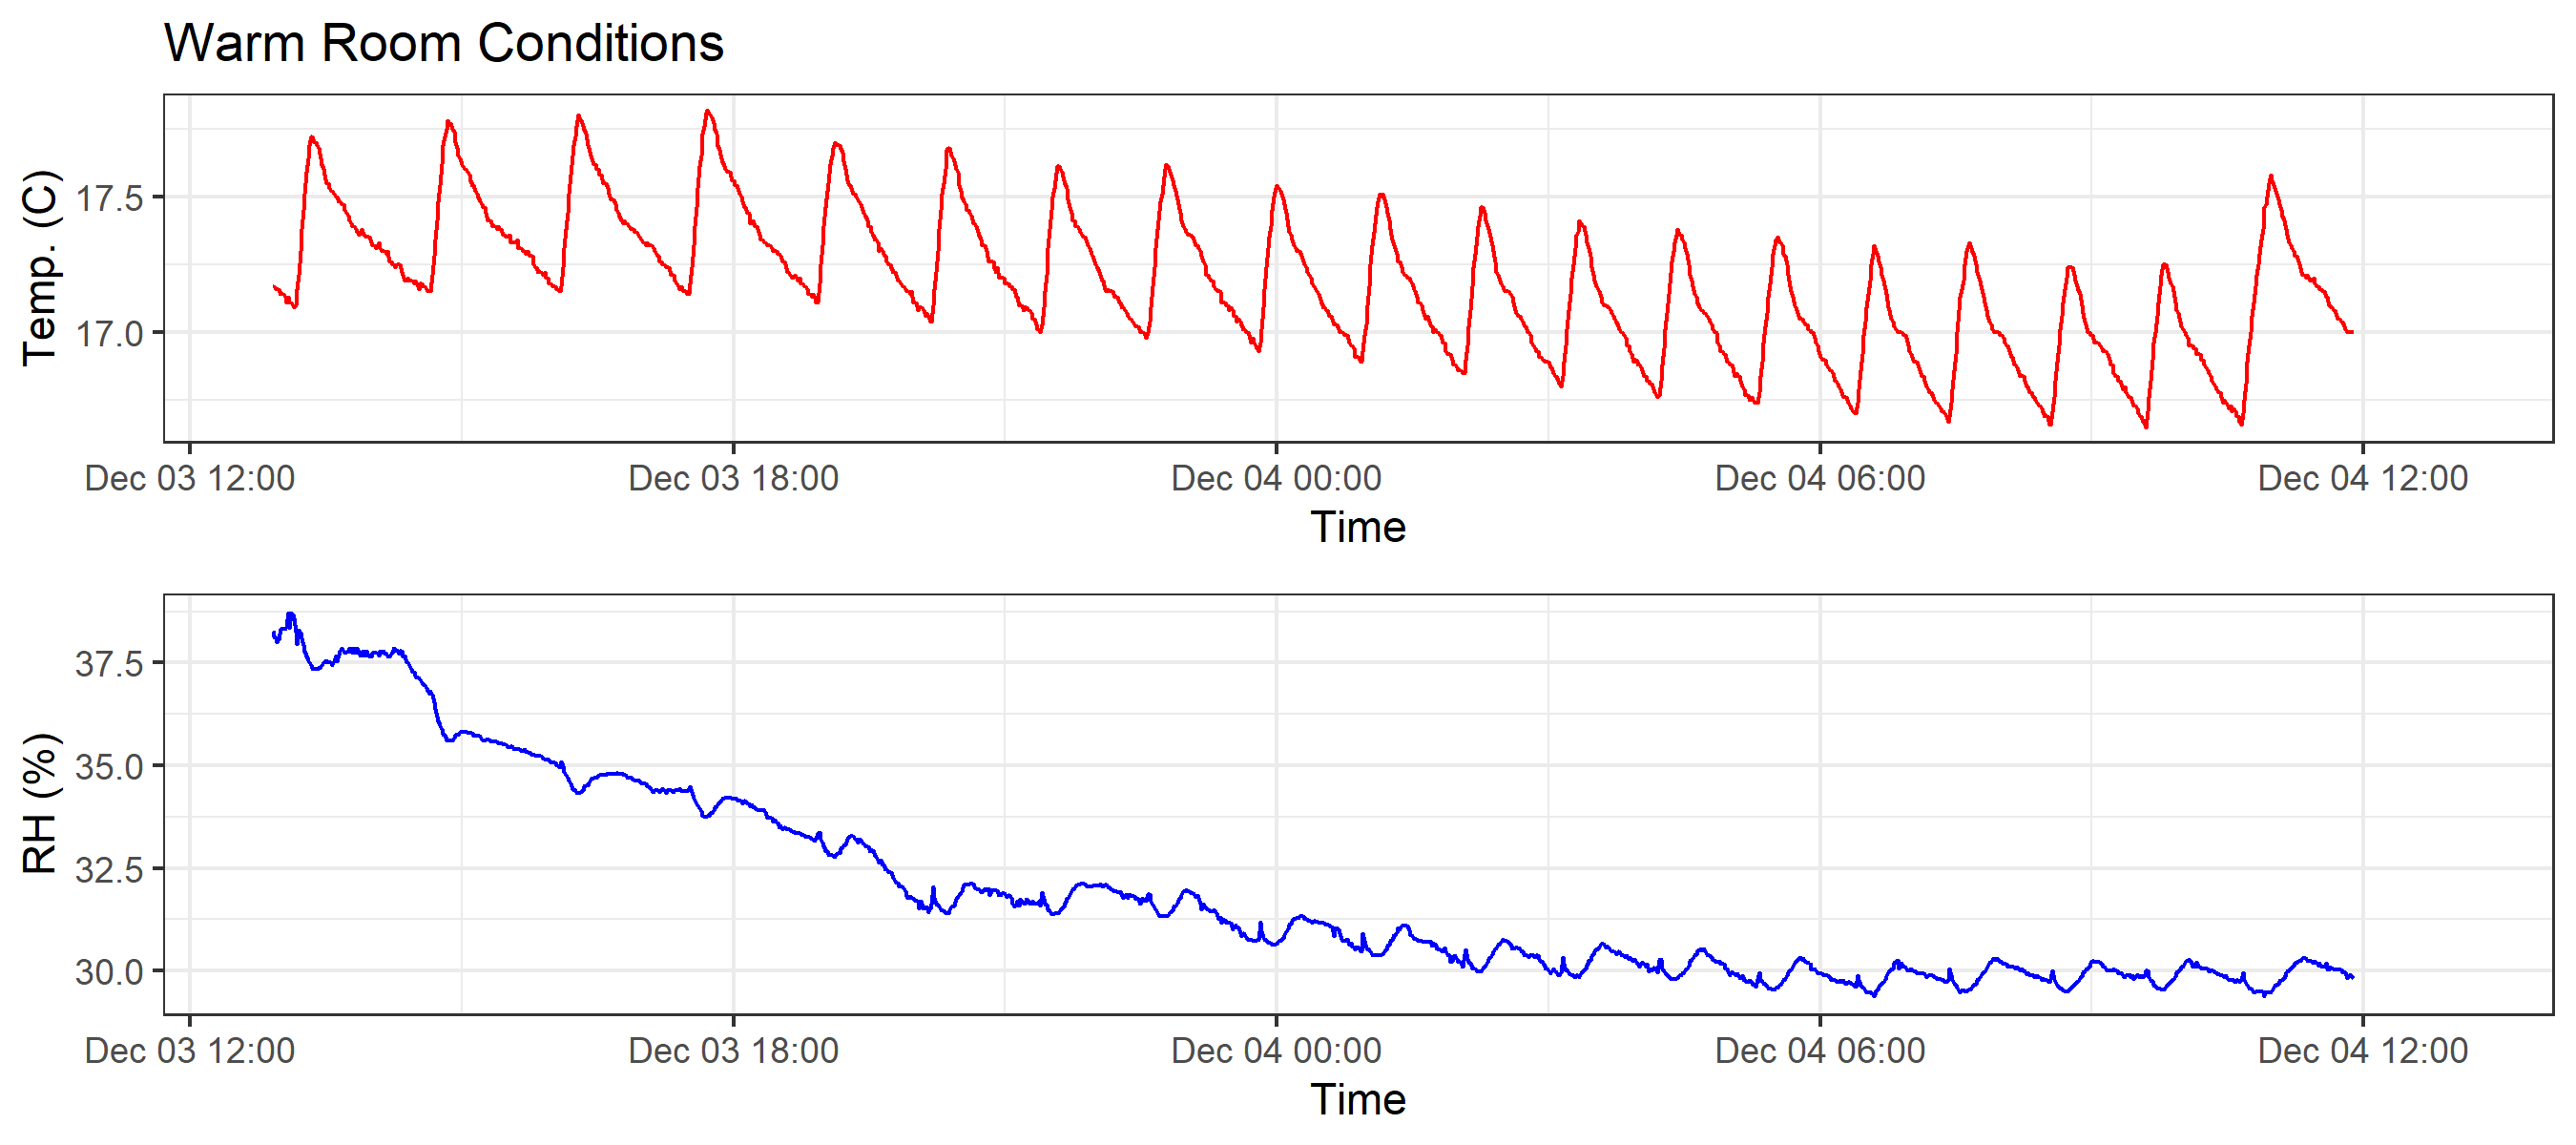 Warm Room Conditions
Temp. (C)
17.5
17.0
Dec 03 12:00 Dec 03 18:00 Dec 04 00:00 Dec 04 06:00 Dec 04 12:00
Time
RH (%)
37.5
35.0
32.5
30.0
Dec 03 12:00 Dec 03 18:00 Dec 04 00:00 Dec 04 06:00 Dec 04 12:00
Time